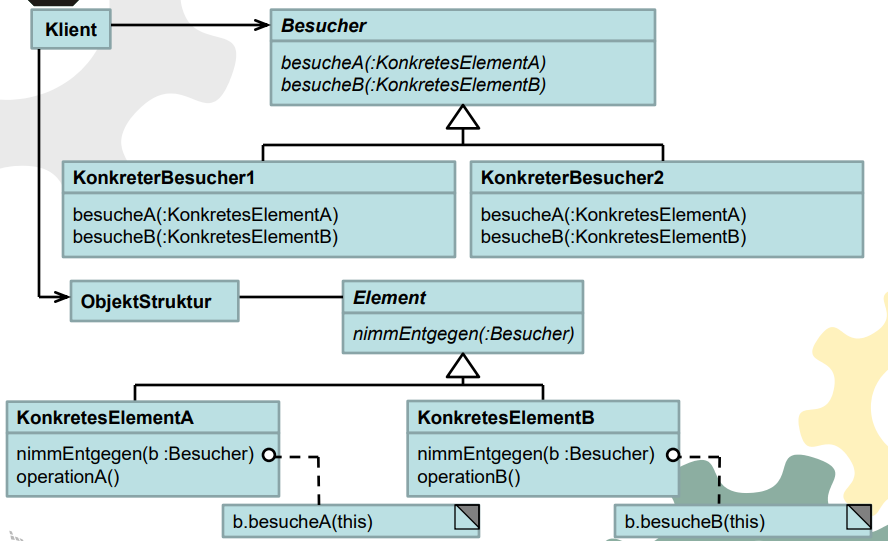 Klient
Besucher
besucheA(:KonkretesElementA)
besucheB(:KonkretesElementB)
KonkreterBesucher1
besucheA(:KonkretesElementA)
besucheB(:KonkretesElementB)
KonkreterBesucher2
besucheA(:KonkretesElementA)
besucheB(:KonkretesElementB)
ObjektStruktur
Element
nimmEntgegen(:Besucher)
KonkretesElementA
nimmEntgegen(b :Besucher)
operationA()
b.besucheA(this)
KonkretesElementB
nimmEntgegen(b :Besucher)
operationB()
b.besucheB(this)